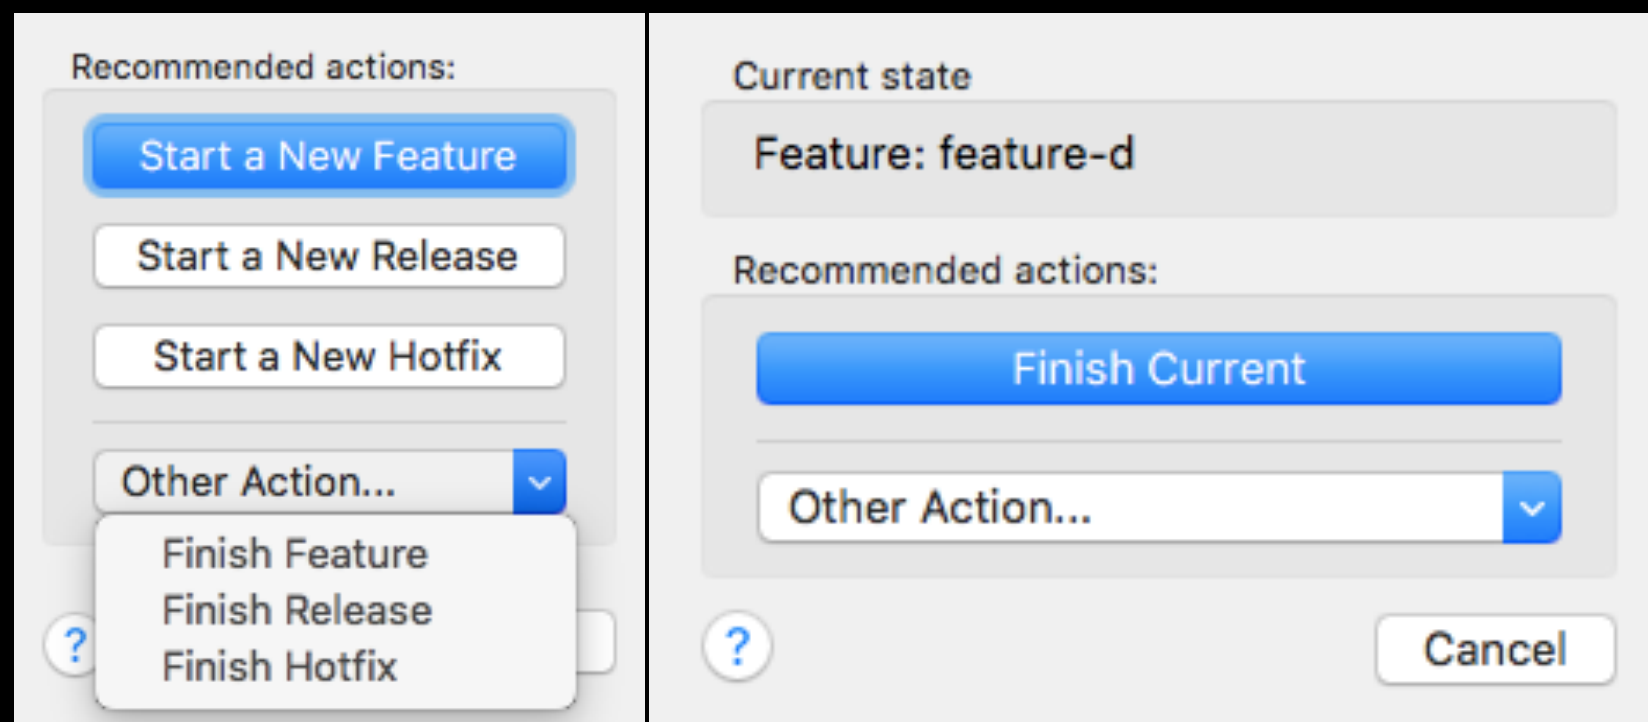 Recommended actions:
Start a New Feature
Start a New Release
Start a New Hotfix
Other Action...
Finish Feature
Finish Release
Finish Hotfix
?
Current state
Feature: feature-d
Recommended actions:
Finish Current
Other Action...
?
Cancel